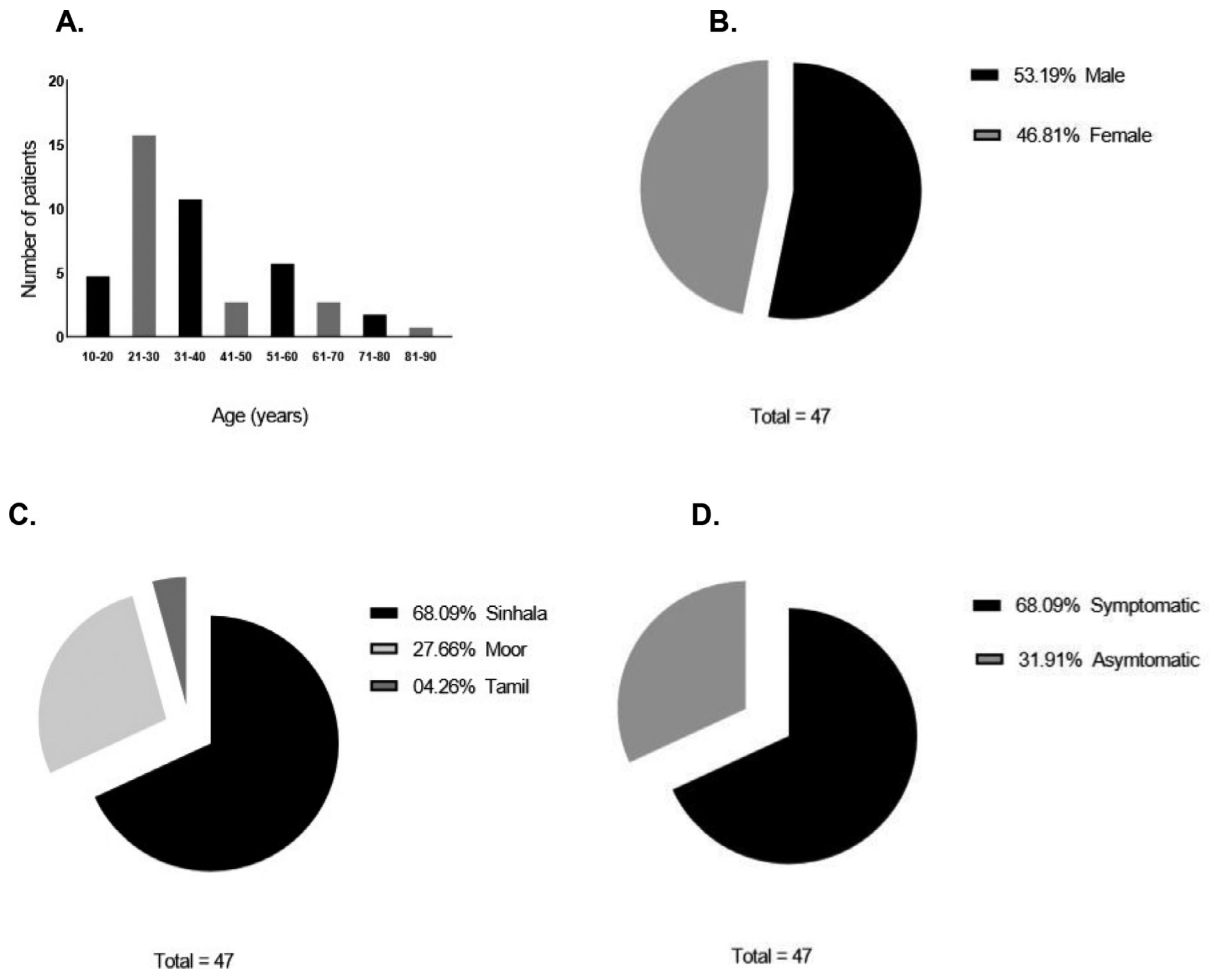 A.
20
15
10
5
0
Number of patients
10-20 21-30 31-40 41-50 51-60 61-70 71-80 81-90
Age (years)
B.
53.19% Male
46.81% Female
Total = 47
C.
68.09% Sinhala
27.66% Moor
04.26% Tamil
Total = 47
D.
68.09% Symptomatic
31.91% Asymtomatic
Total = 47